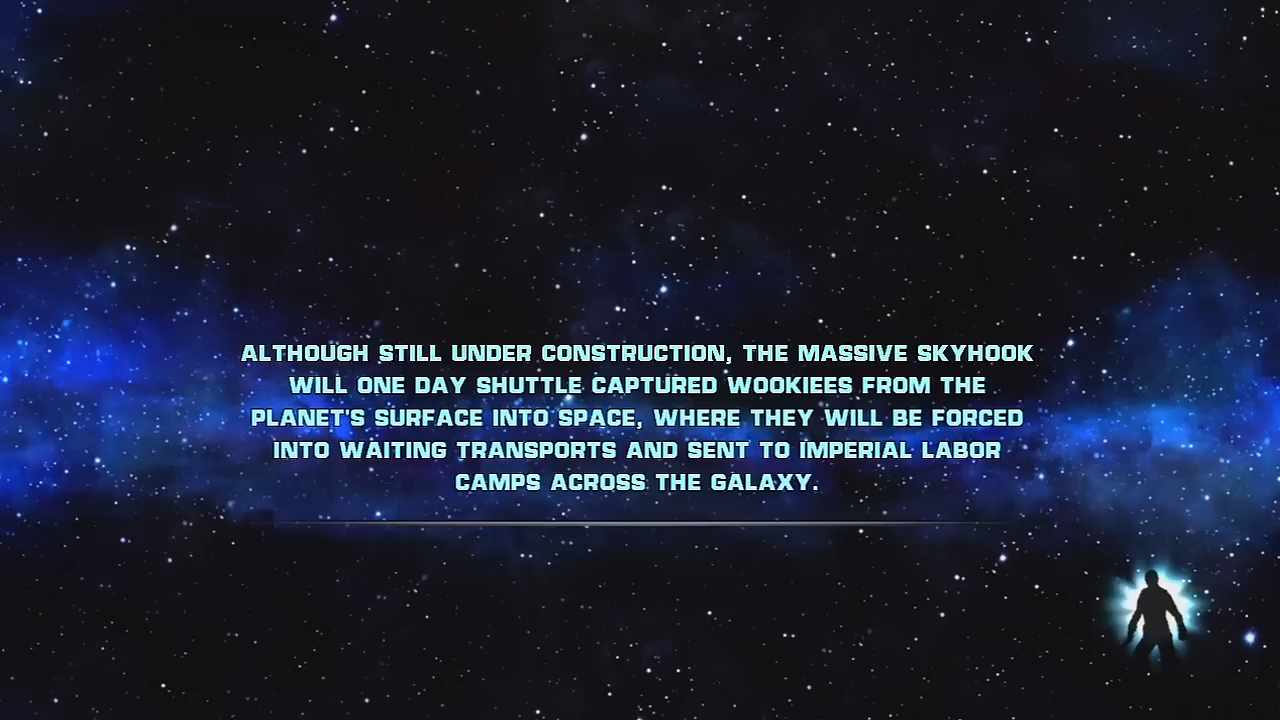 ALTHOUGH STILL UNDER CONSTRUCTION, THE MASSIVE SKYHOOK
WILL ONE DAY SHUTTLE CAPTURED WOOKIEES FROM THE
PLANET'S SURFACE INTO SPACE, WHERE THEY WILL BE FORCED
INTO WAITING TRANSPORTS AND SENT TO IMPERIAL LABOR
CAMPS ACROSS THE GALAXY.